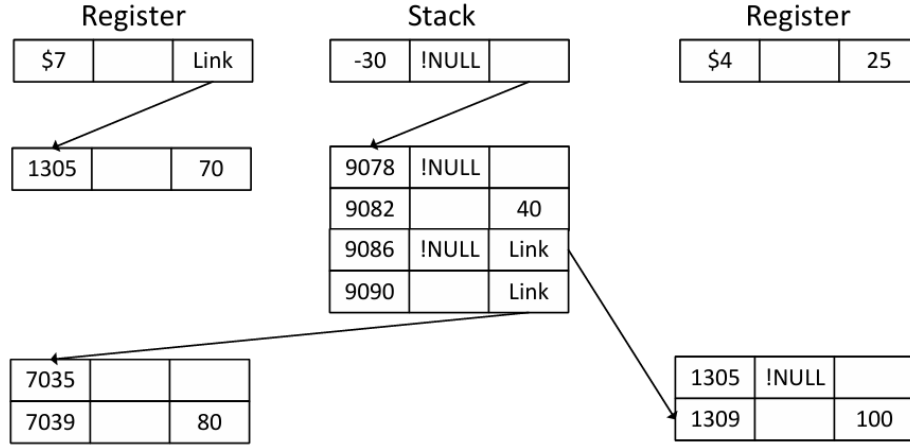 Register Stack Register
$7 Link -30 !NULL $4 25
1305 70 9078 !NULL
9082 40
9086 !NULL Link
9090 Link
7035 1305 !NULL
7039 80 1309 100